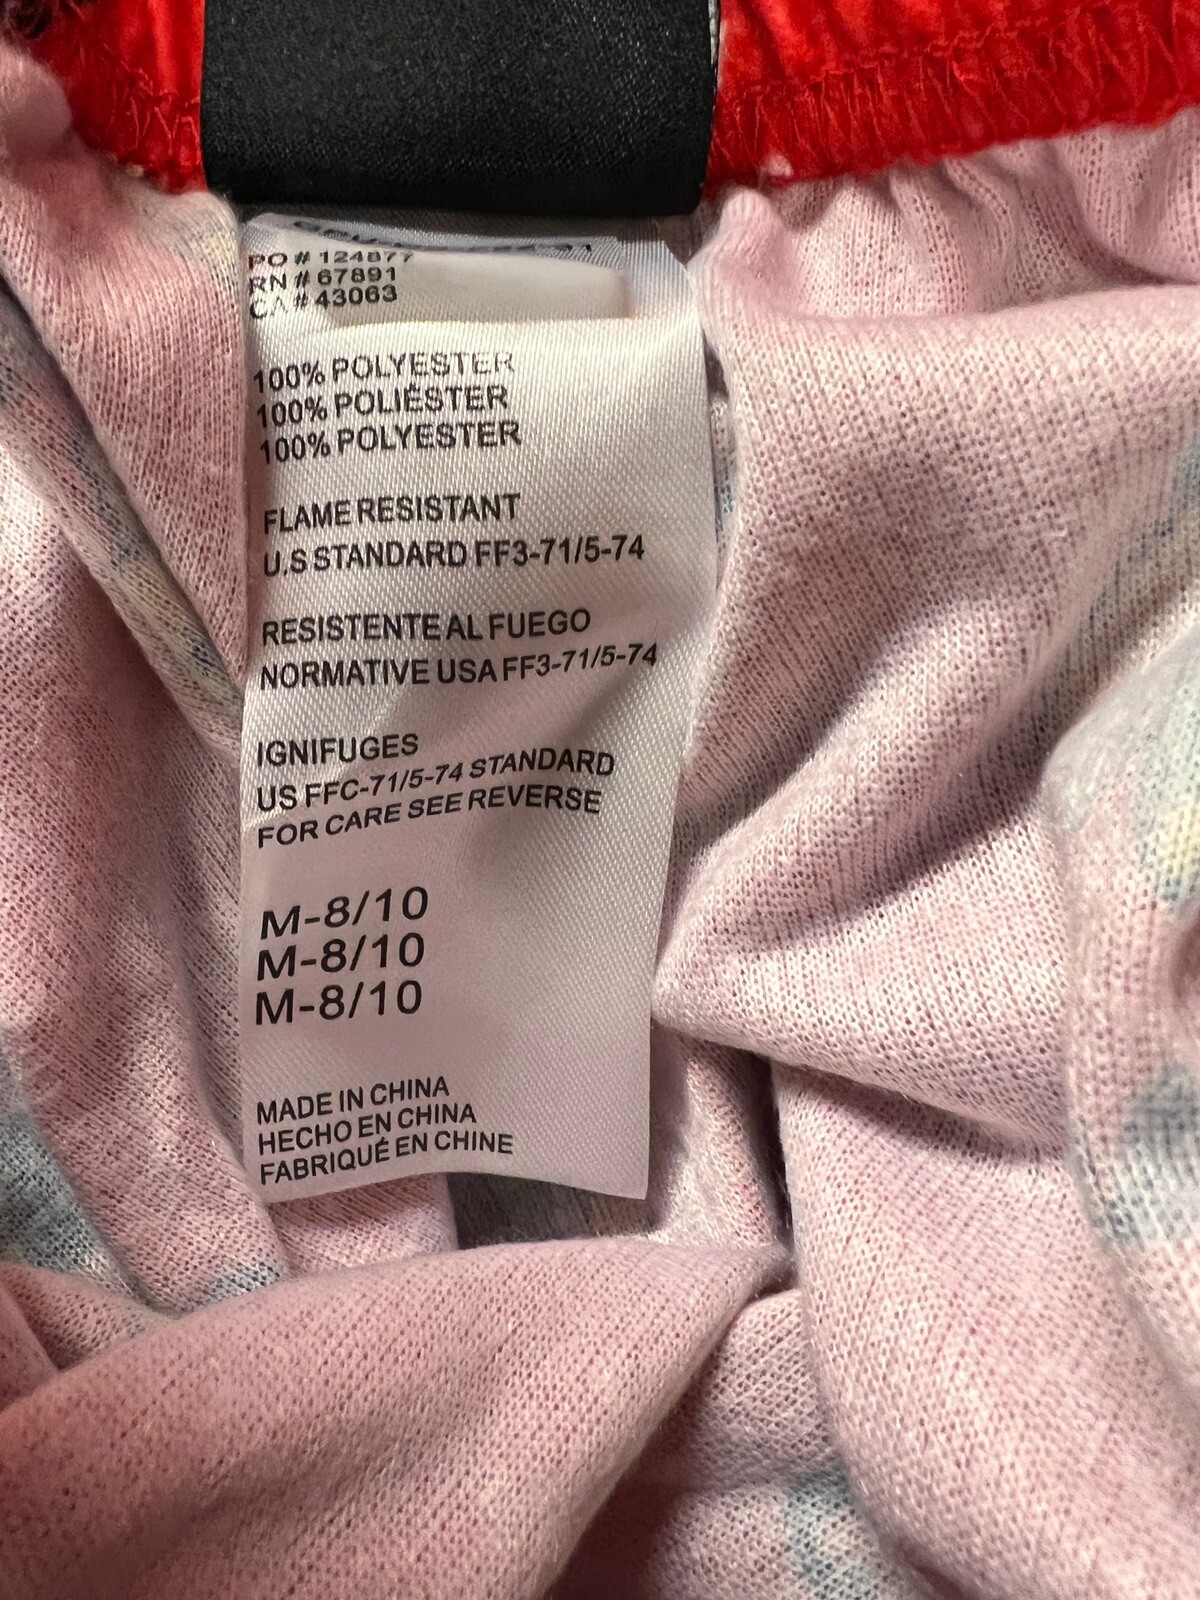 PO # 124877
RN # 67891
CA # 43063
100% POLYESTER
100% POLIÉSTER
100% POLYESTER
FLAME RESISTANT
U.S STANDARD FF3-71/5-74
RESISTENTE AL FUEGO
NORMATIVE USA FF3-71/5-74
IGNIFUGES
US FFC-71/5-74 STANDARD
FOR CARE SEE REVERSE
M-8/10
M-8/10
M-8/10
MADE IN CHINA
HECHO EN CHINA
FABRIQUÉ EN CHINE